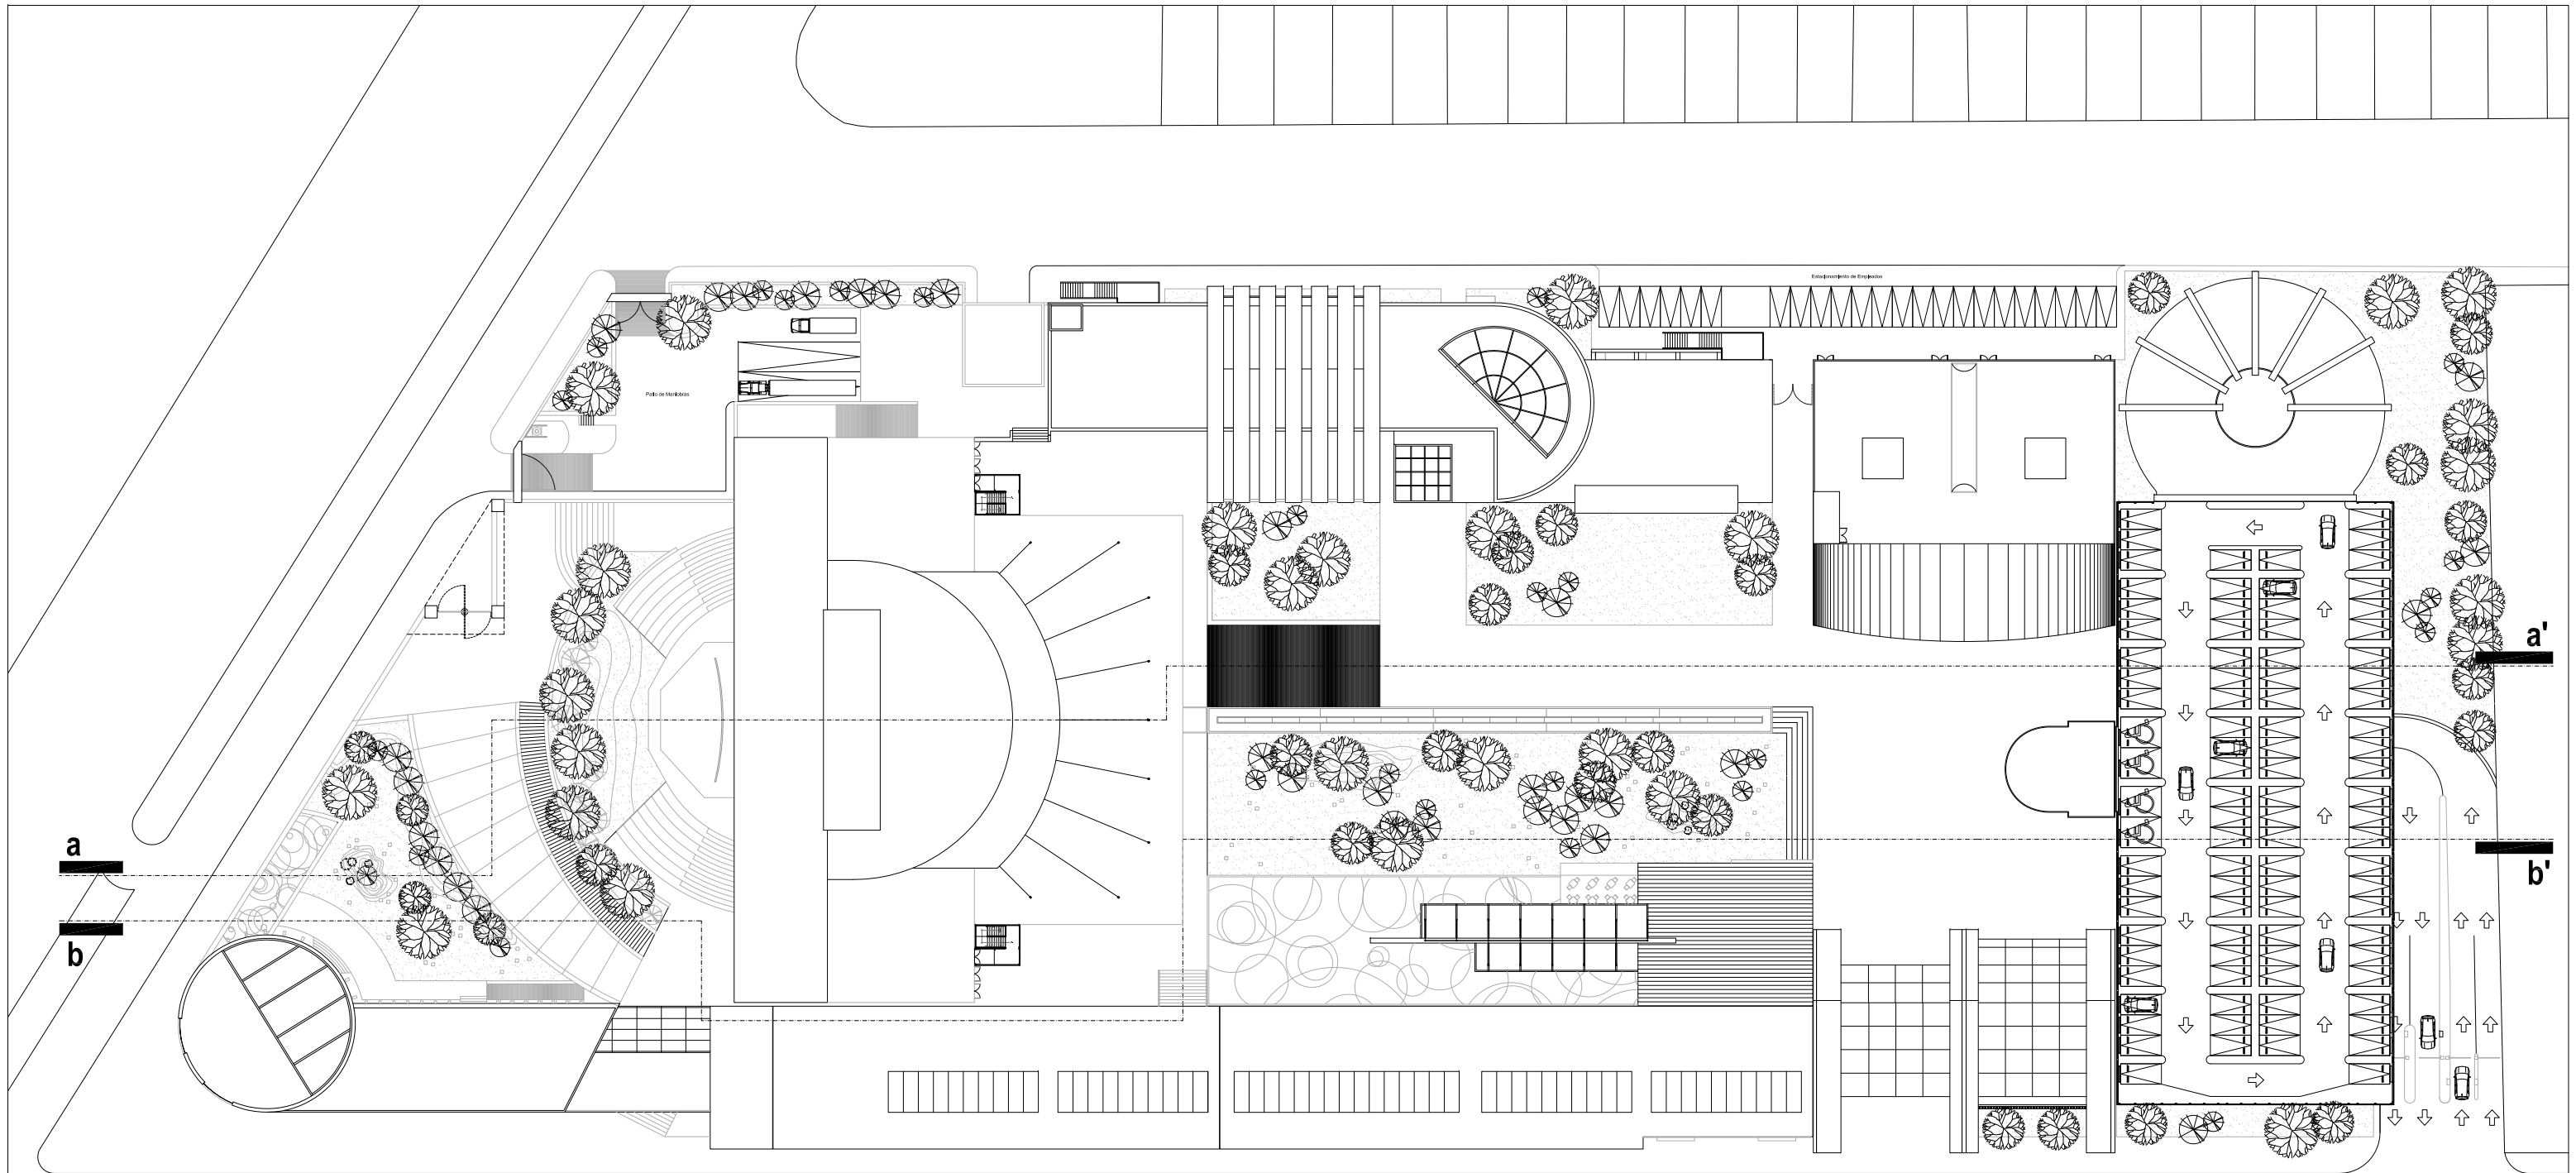 Estacionamiento de Empleados
Patio de Maniobras
a'
a
b'
b